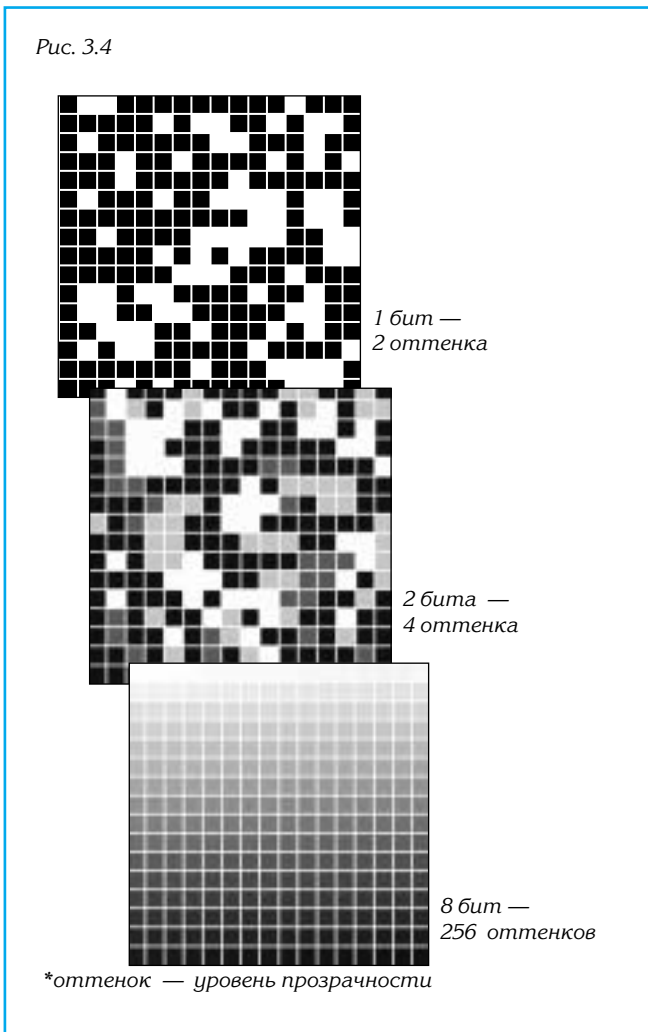 Рис. 3.4
1 бит —
2 оттенка
2 бита —
4 оттенка
8 бит —
256 оттенков
*оттенок — уровень прозрачности